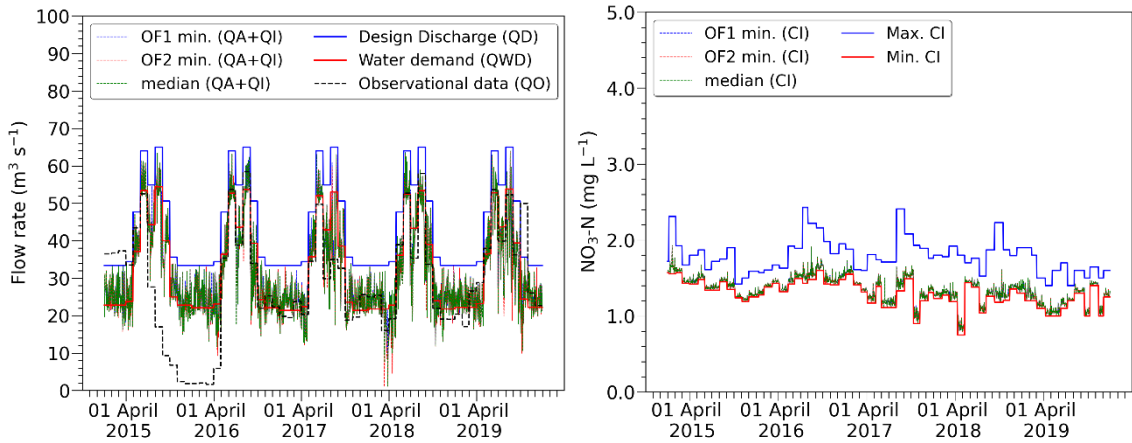 100
90
80
70
60
50
40
30
20
10
0
Flow rate (m³ s⁻¹)
OF1 min. (QA+QI)
OF2 min. (QA+QI)
median (QA+QI)
Design Discharge (QD)
Water demand (QWD)
Observational data (QO)
01 April
2015
01 April
2016
01 April
2017
01 April
2018
01 April
2019
5.0
4.0
3.0
2.0
1.0
0.0
NO₃-N (mg L⁻¹)
OF1 min. (CI)
OF2 min. (CI)
median (CI)
Max. CI
Min. CI
01 April
2015
01 April
2016
01 April
2017
01 April
2018
01 April
2019